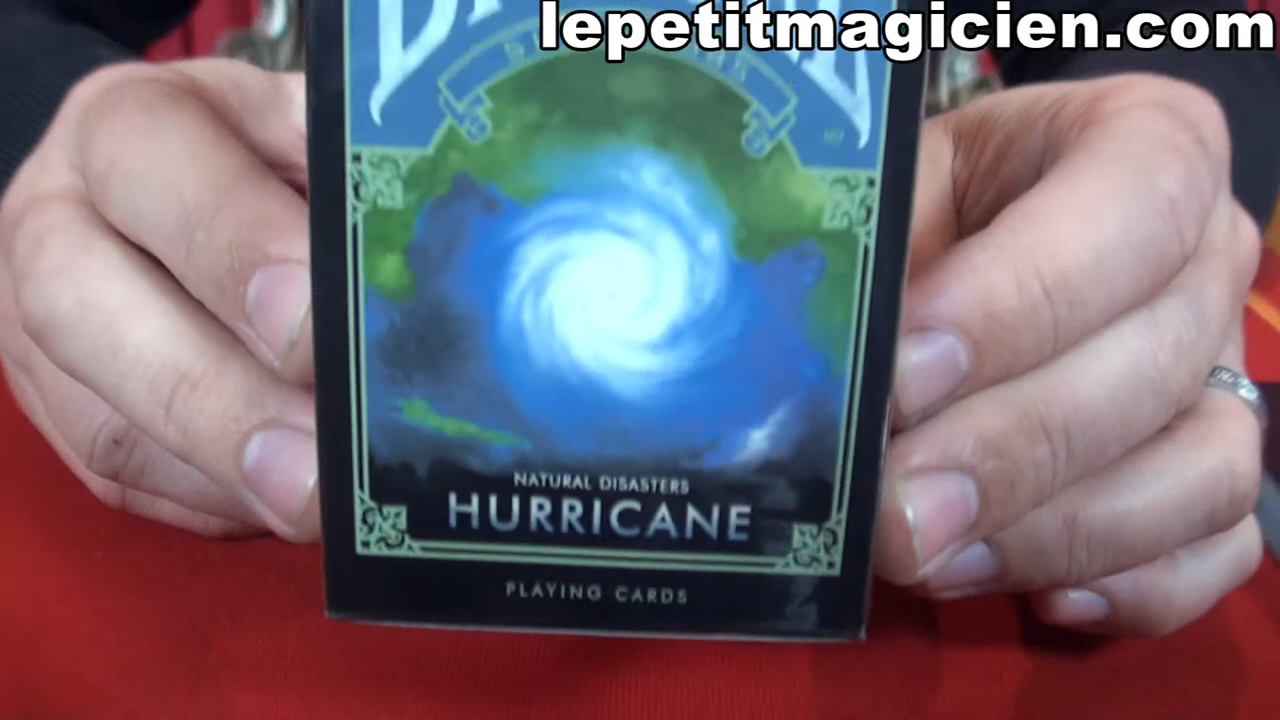 lepetitmagicien.com
NATURAL DISASTERS
HURRICANE
PLAYING CARDS